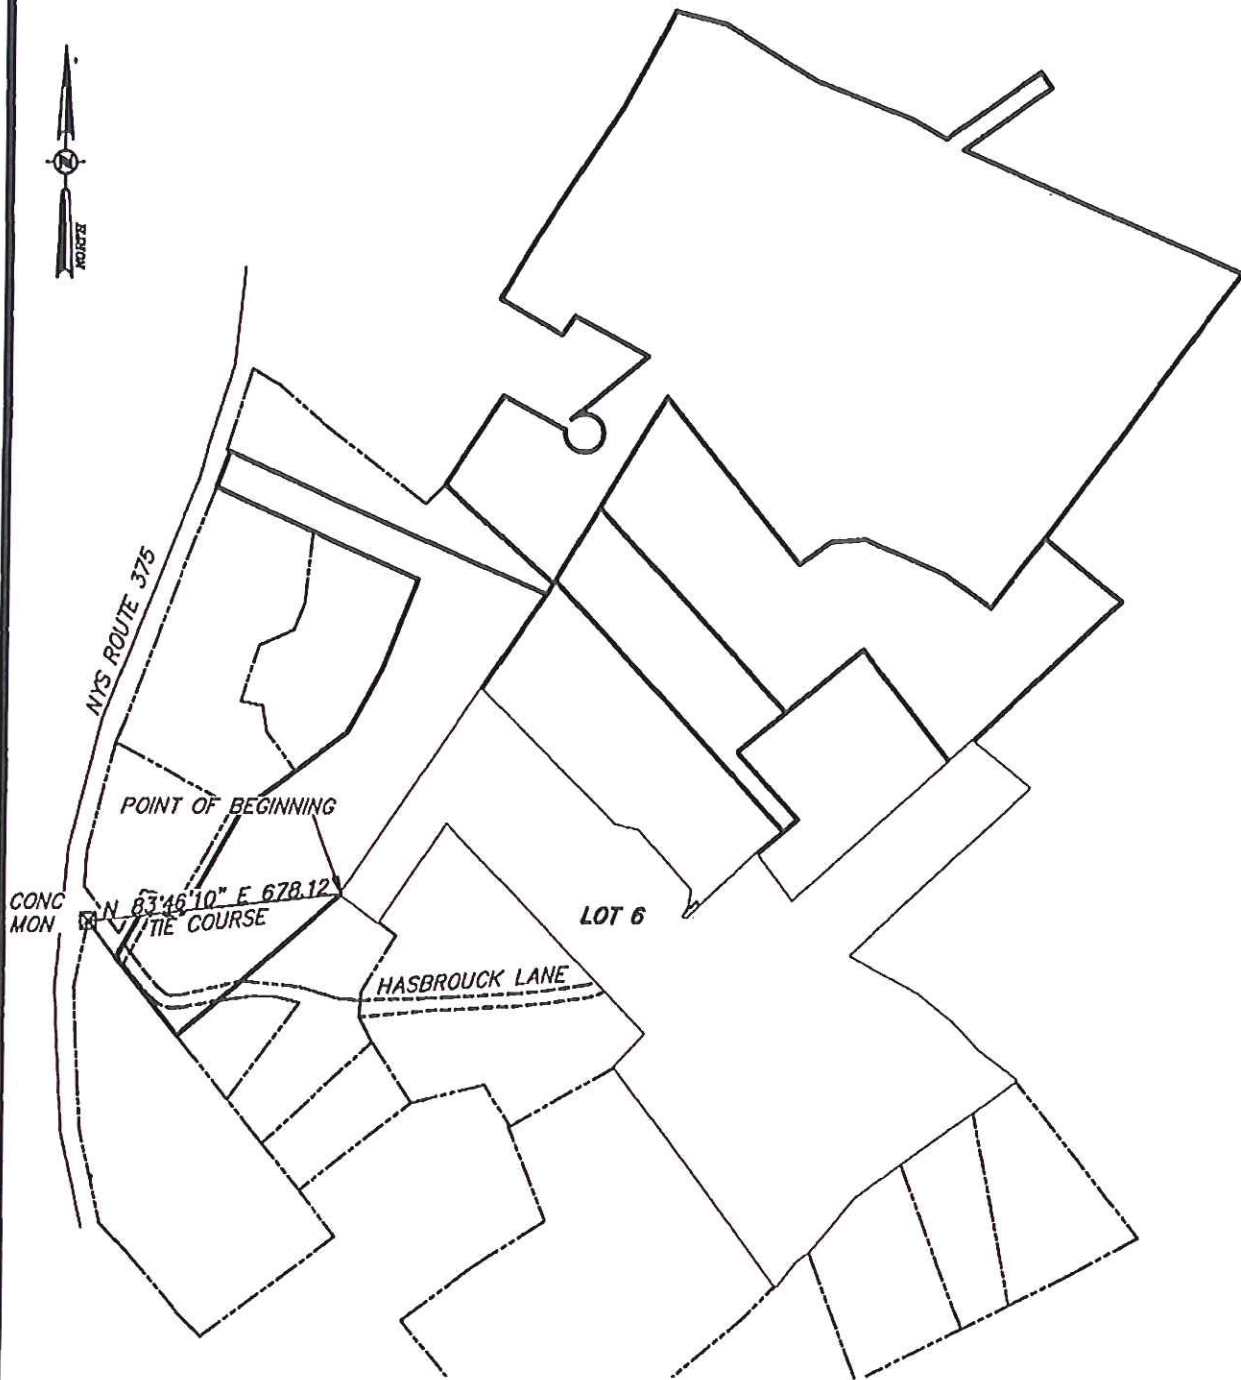 N
NORTH
NYS ROUTE 375
POINT OF BEGINNING
CONC
MON
N 83°46'10" E 678.12'
TIE COURSE
LOT 6
HASBROUCK LANE